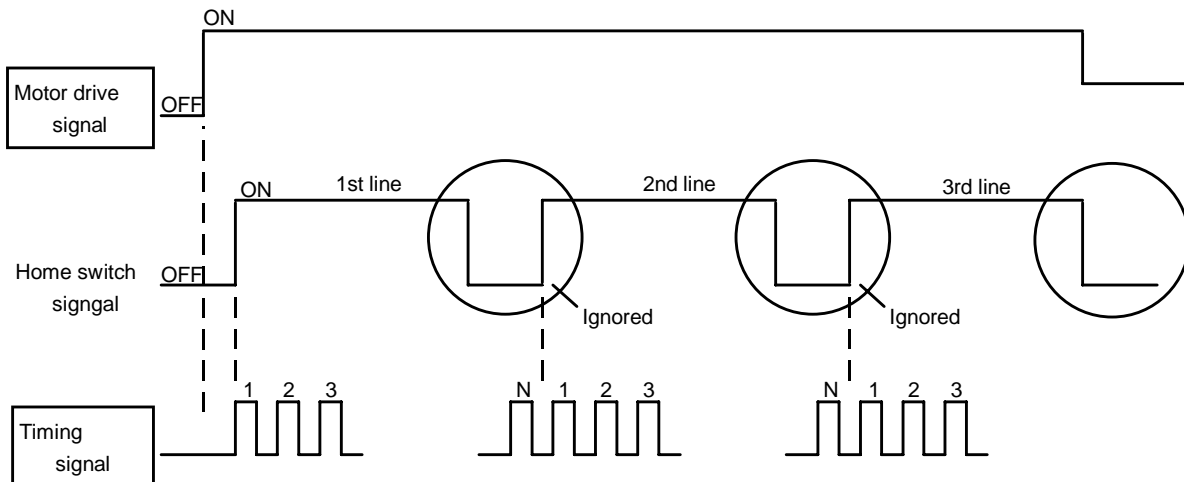 ON
Motor drive
signal
OFF
ON
1st line
2nd line
3rd line
Home switch
signgal
OFF
Ignored
Ignored
1 2 3
N 1 2 3
N 1 2 3
Timing
signal